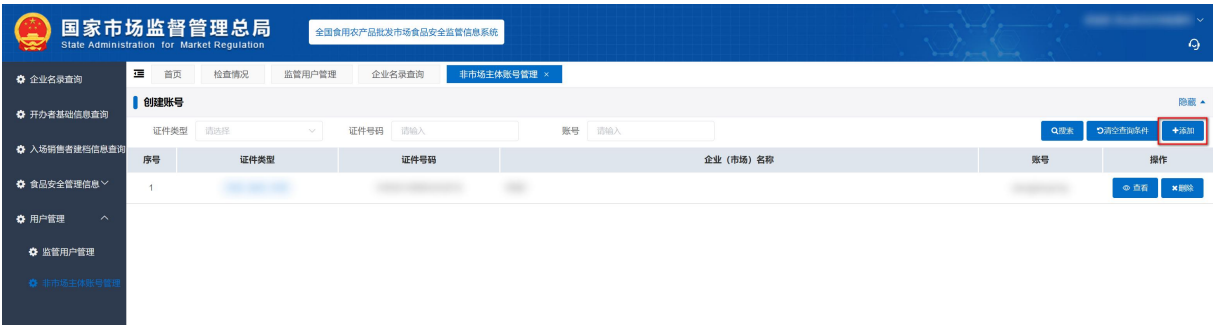 国家市场监督管理总局
State Administration for Market Regulation
全国食用农产品批发市场食品安全监管信息系统
企业名录查询
开办者基础信息查询
入场销售者建档信息查询
食品安全管理信息
用户管理
监管用户管理
非市场主体账号管理
首页 检查情况 监管用户管理 企业名录查询 非市场主体账号管理 ×
创建账号 隐藏
证件类型 请选择 证件号码 请输入 账号 请输入 搜索 清空查询条件 +添加
序号 证件类型 证件号码 企业（市场）名称 账号 操作
1 查看 ×删除